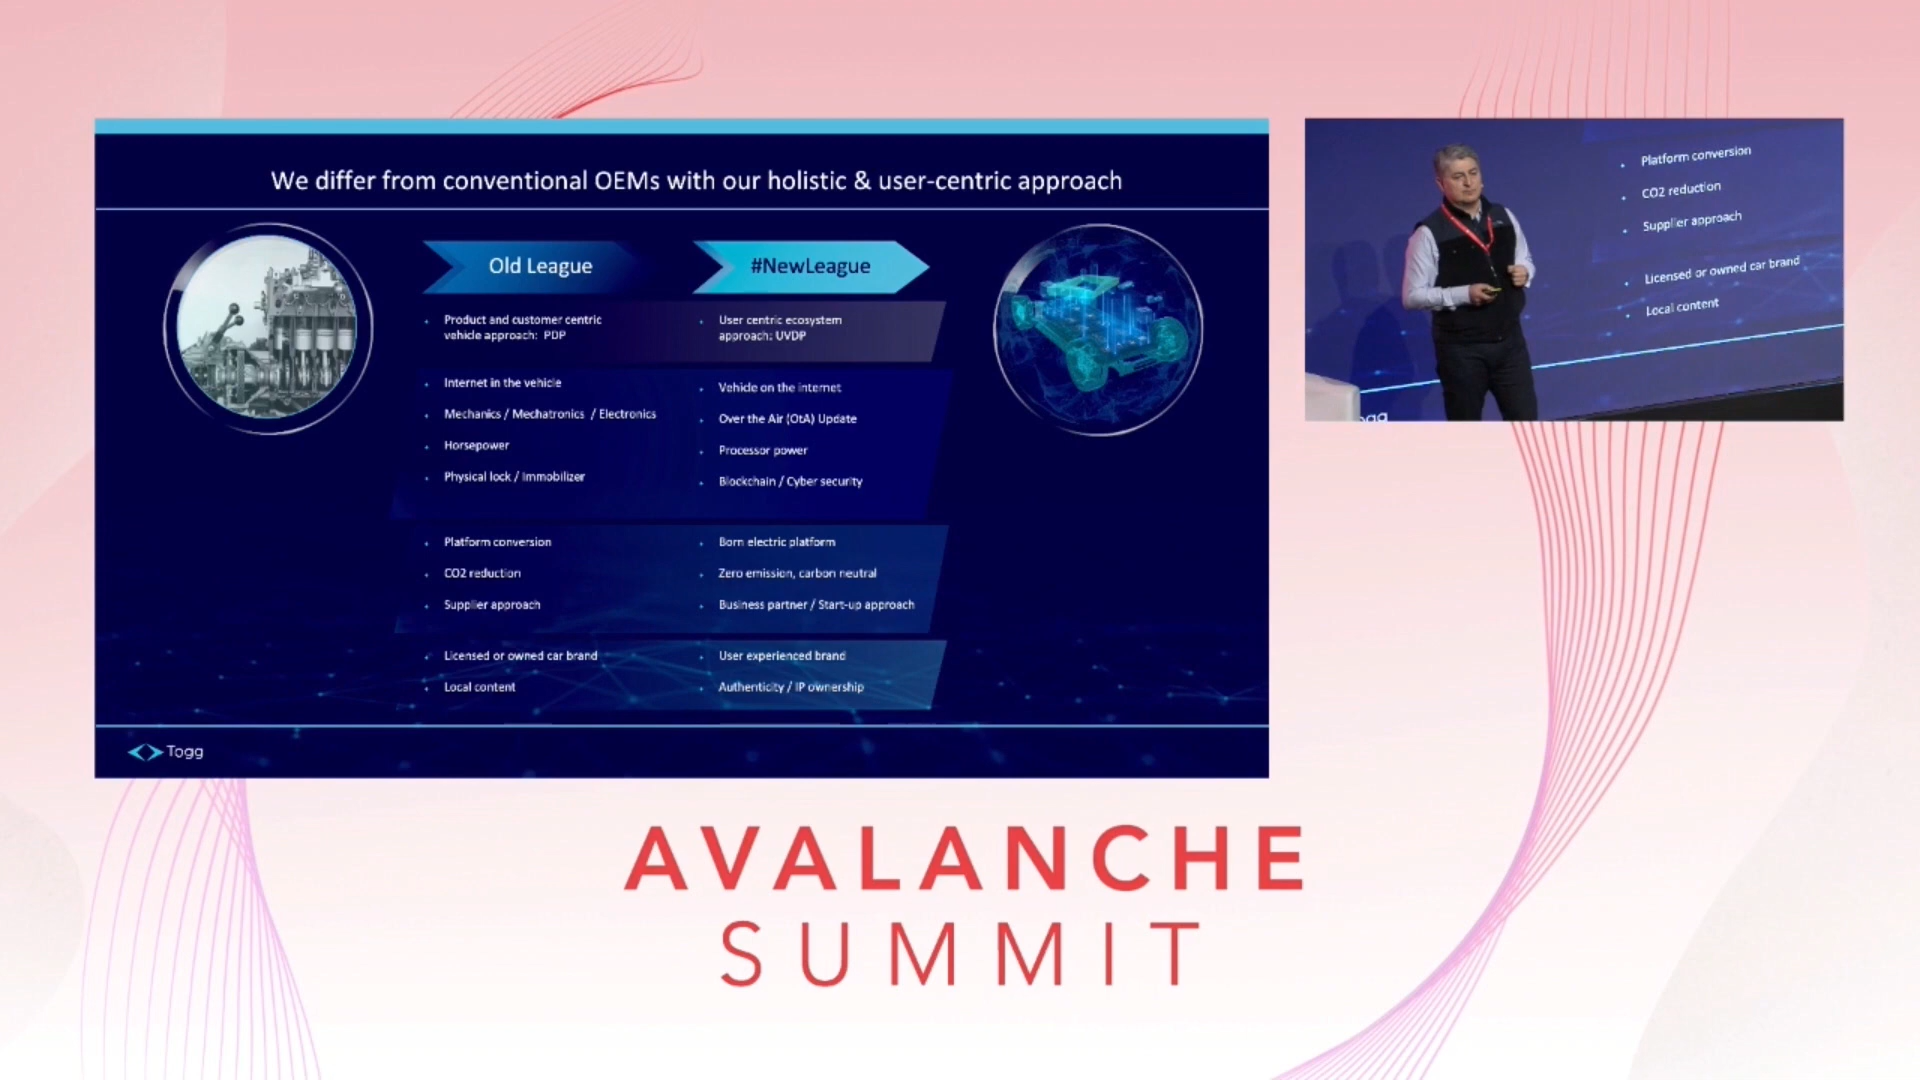 We differ from conventional OEMs with our holistic & user-centric approach
Old League
#NewLeague
Product and customer centric
vehicle approach: PDP
User centric ecosystem
approach: UVDP
Internet in the vehicle
Mechanics / Mechatronics / Electronics
Horsepower
Physical lock / Immobilizer
Vehicle on the internet
Over the Air (OtA) Update
Processor power
Blockchain / Cyber security
Platform conversion
CO2 reduction
Supplier approach
Born electric platform
Zero emission, carbon neutral
Business partner / Start-up approach
Licensed or owned car brand
Local content
User experienced brand
Authenticity / IP ownership
Togg
Platform conversion
CO2 reduction
Supplier approach
Licensed or owned car brand
Local content
Togg
AVALANCHE
SUMMIT